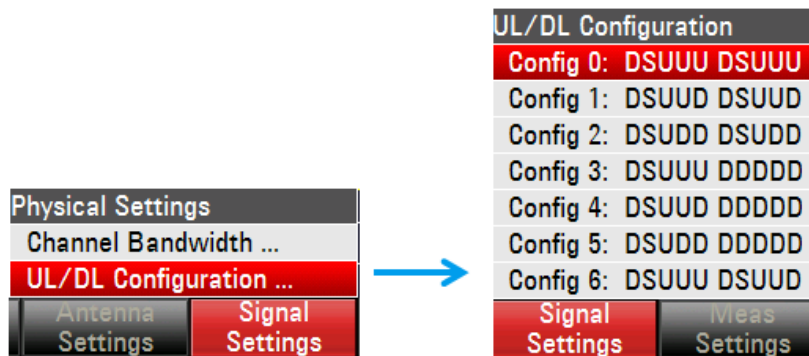 Physical Settings
Channel Bandwidth ...
UL/DL Configuration ...
Antenna
Settings
Signal
Settings
UL/DL Configuration
Config 0: DSUUU DSUUU
Config 1: DSUUD DSUUD
Config 2: DSUDD DSUDD
Config 3: DSUUU DDDDD
Config 4: DSUUD DDDDD
Config 5: DSUDD DDDDD
Config 6: DSUUU DSUUD
Signal
Settings
Meas
Settings